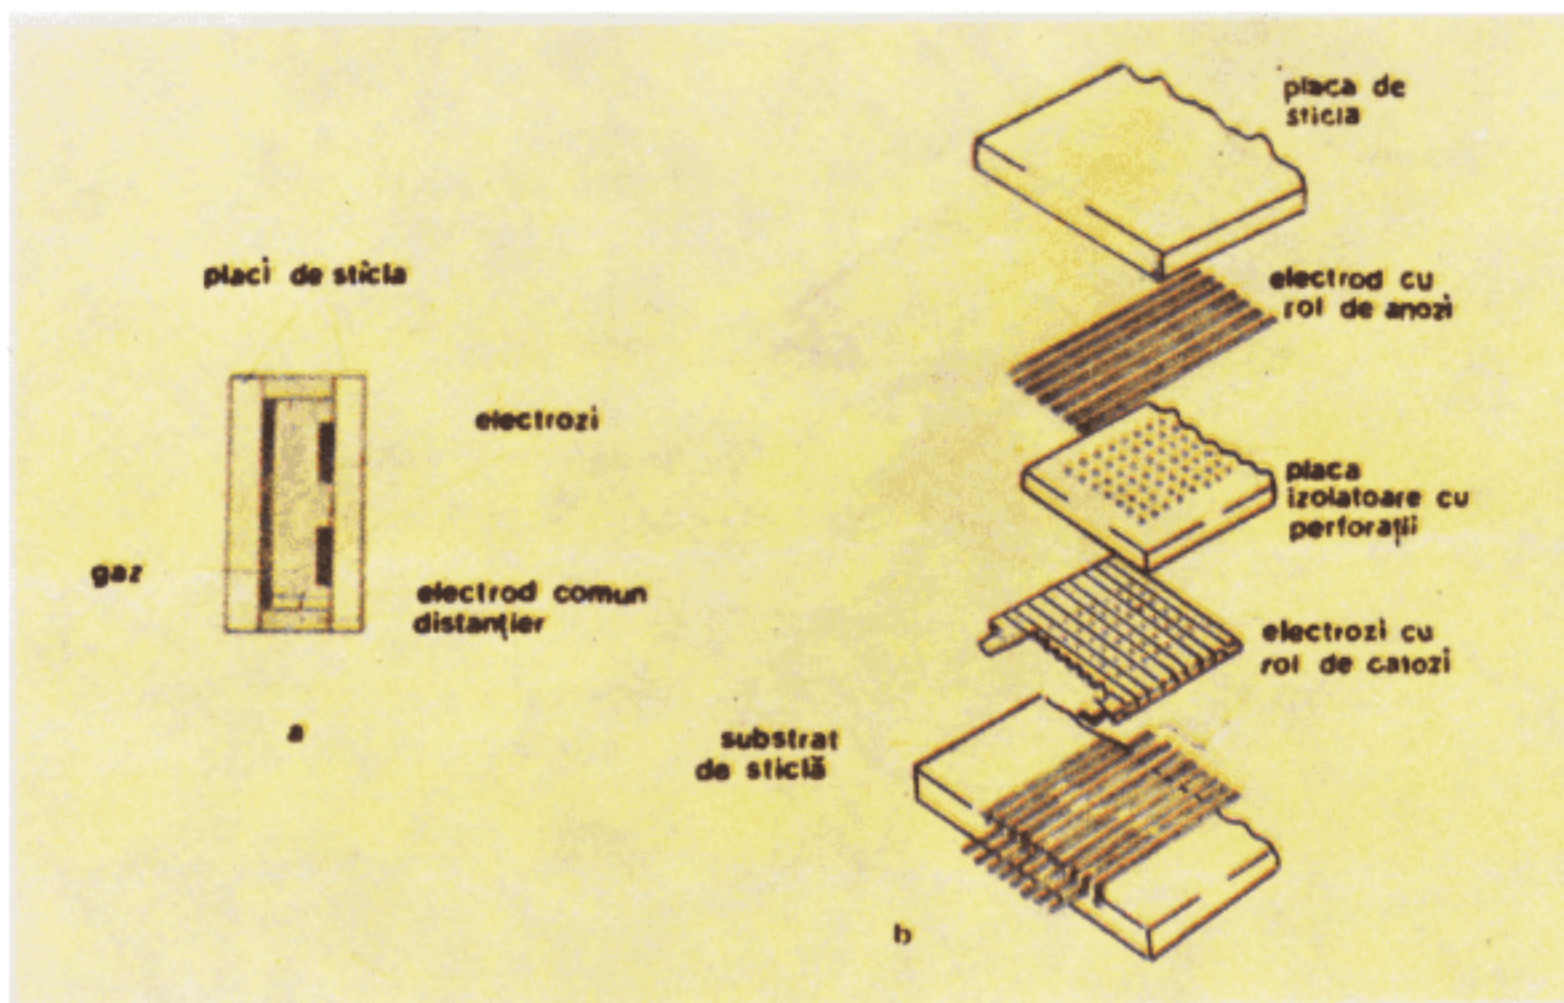 placi de sticla
electrozi
gaz
electrod comun
distanțier
a
placa de
sticla
electrod cu
rol de anozi
placa
izolatoare cu
perforații
electrozi cu
rol de catozi
substrat
de sticlă
b